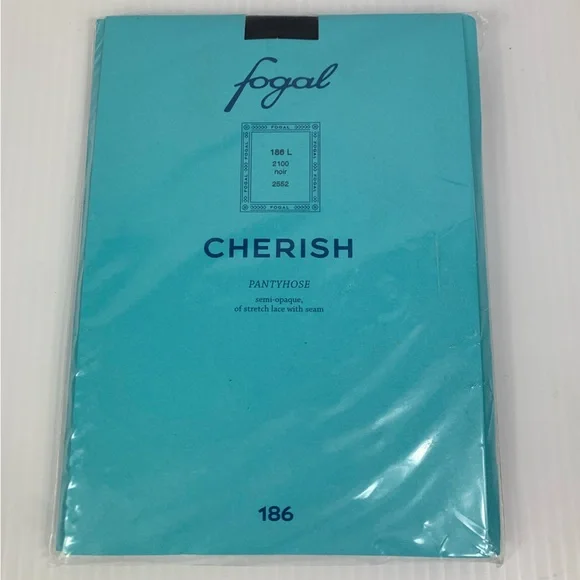 fogal
FOGAL
186 L
2100
noir
2552
FOGAL
FOGAL
FOGAL
CHERISH
PANTYHOSE
semi-opaque,
of stretch lace with seam
186